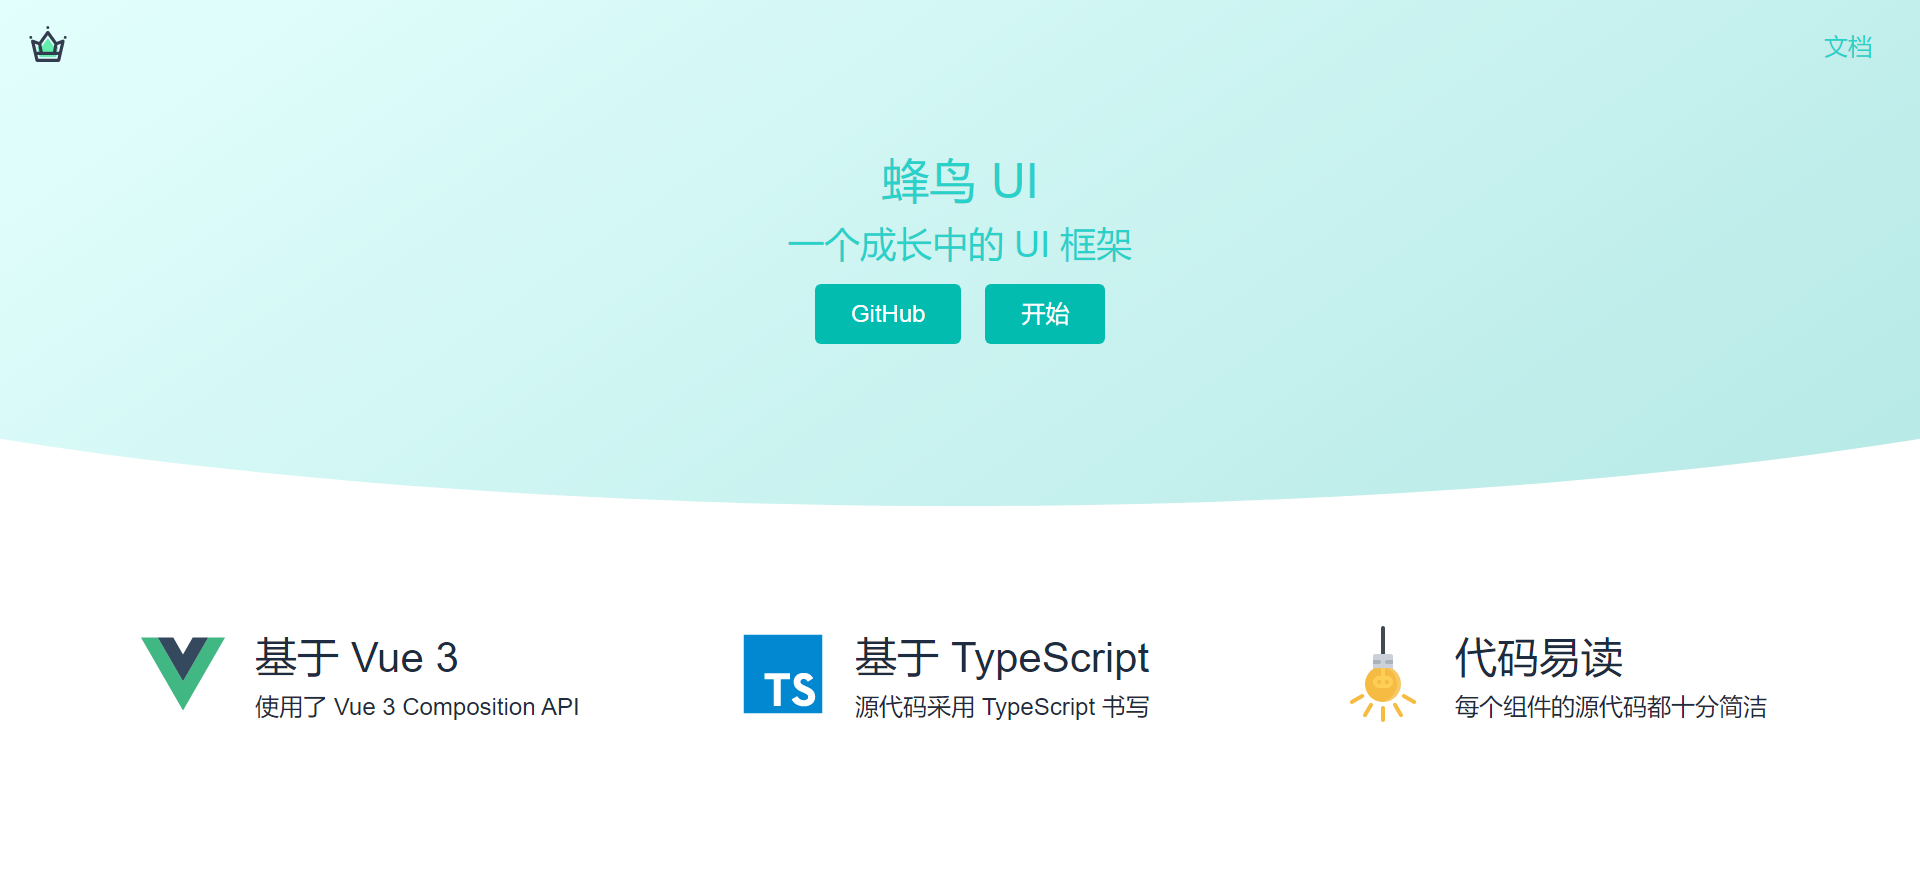 文档
蜂鸟 UI
一个成长中的 UI 框架
GitHub
开始
基于 Vue 3
使用了 Vue 3 Composition API
TS
基于 TypeScript
源代码采用 TypeScript 书写
代码易读
每个组件的源代码都十分简洁